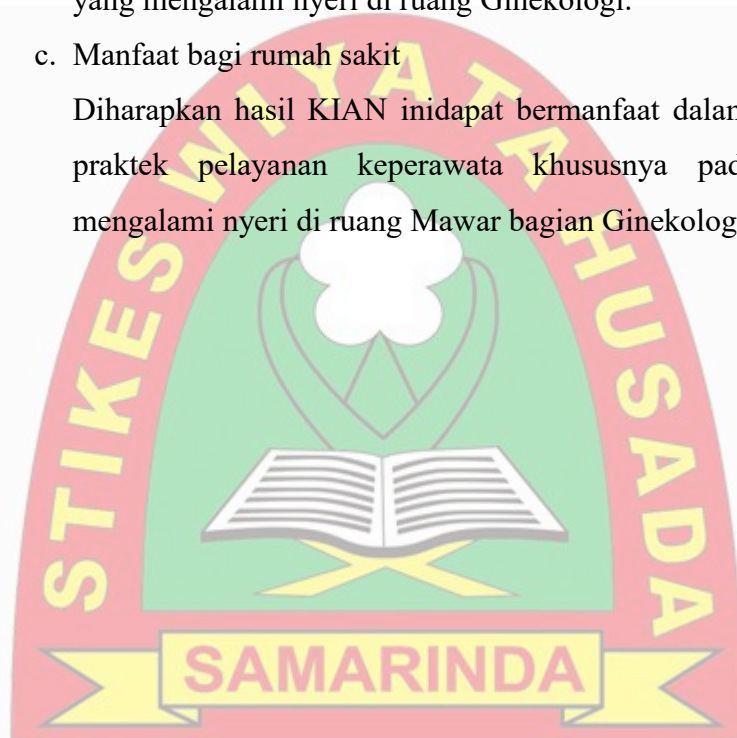 yang mengalami nyeri di ruang Ginekologi.
c. Manfaat bagi rumah sakit
Diharapkan hasil KIAN inidapat bermanfaat dalam
praktek pelayanan keperawata khususnya pad
mengalami nyeri di ruang Mawar bagian Ginekolog
STIKES WIYATA HUSADA
SAMARINDA